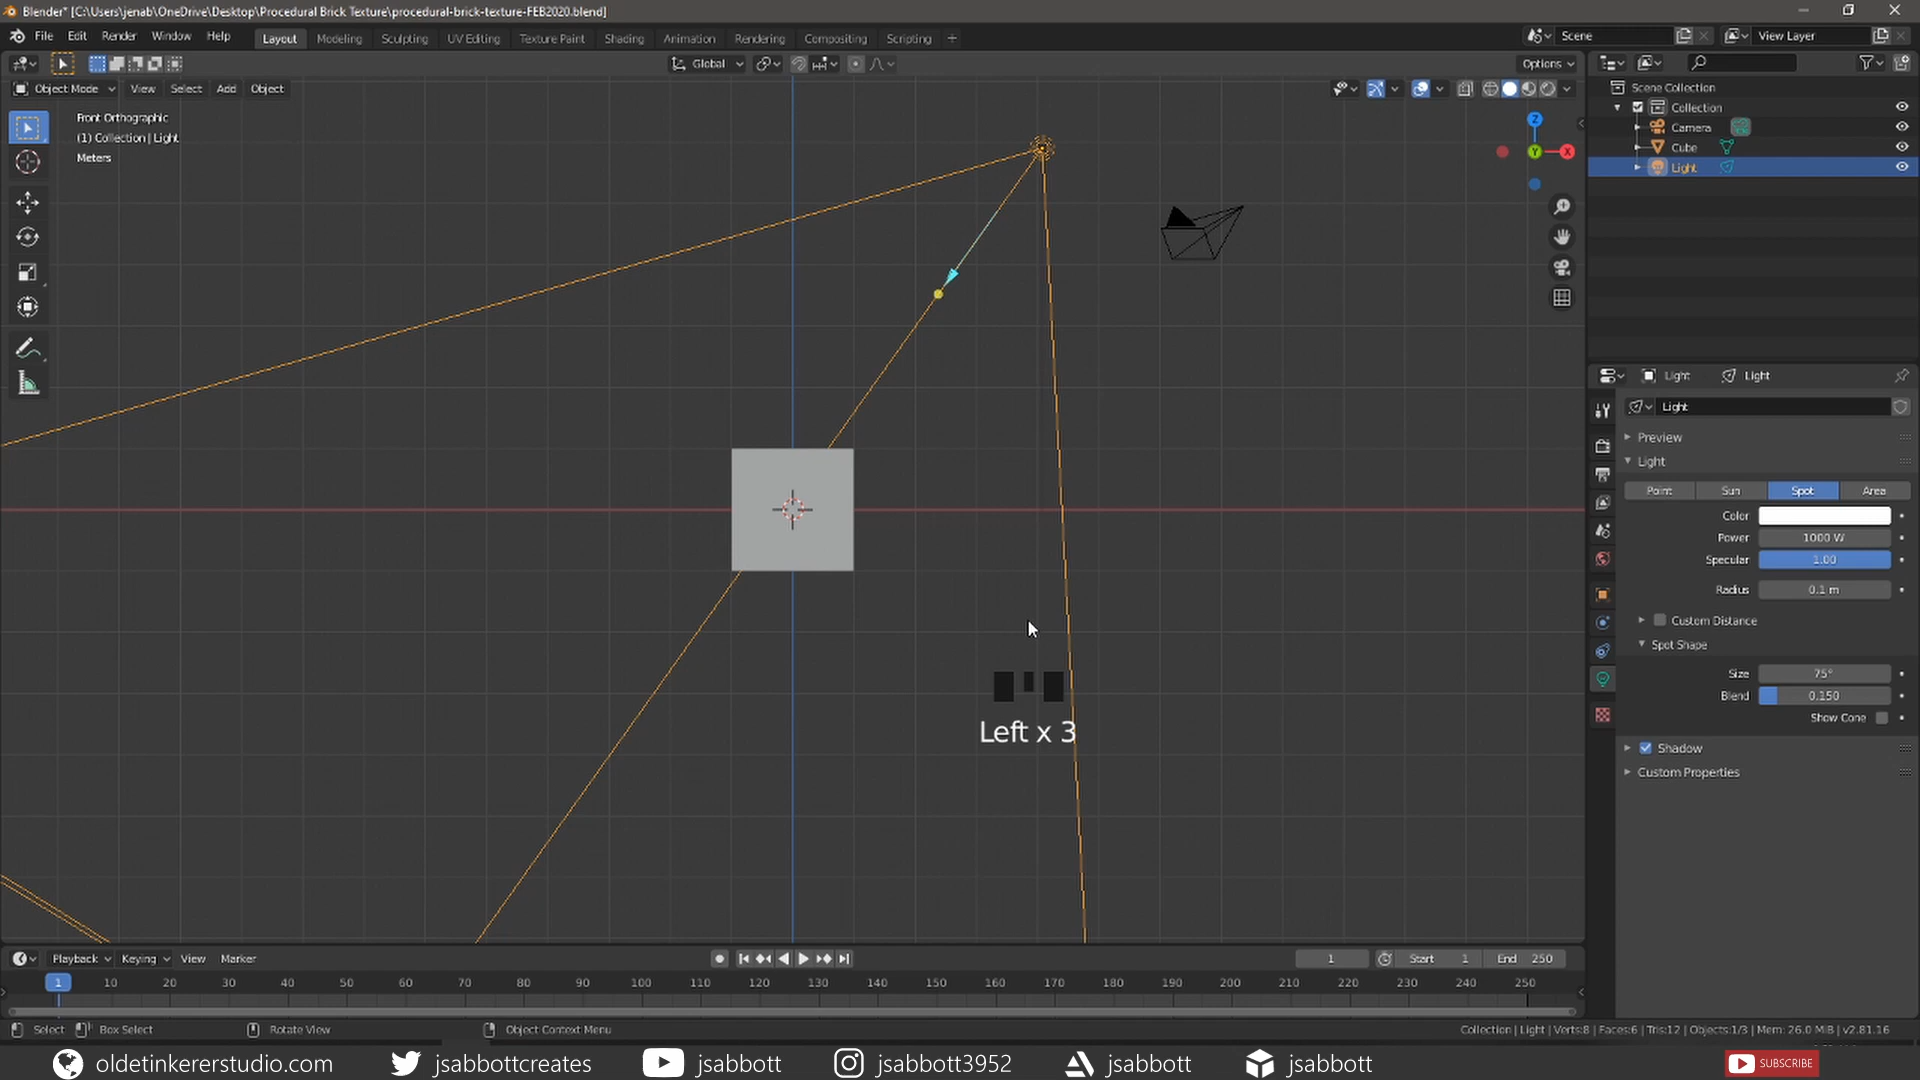 Blender* [C:\Users\jenab\OneDrive\Desktop\Procedural Brick Texture\procedural-brick-texture-FEB2020.blend]
File Edit Render Window Help Layout Modeling Sculpting UV Editing Texture Paint Shading Animation Rendering Compositing Scripting + Scene View Layer
Global Options
Object Mode View Select Add Object
Front Orthographic
(1) Collection | Light
Meters
Z
Y
X
Left x 3
Scene Collection
Collection
Camera
Cube
Light
Light Light
Light
Preview
Light
Point Sun Spot Area
Color
Power 1000 W
Specular 1.00
Radius 0.1 m
Custom Distance
Spot Shape
Size 75°
Blend 0.150
Show Cone
Shadow
Custom Properties
Playback Keying View Marker 1 Start 1 End 250
1 10 20 30 40 50 60 70 80 90 100 110 120 130 140 150 160 170 180 190 200 210 220 230 240 250
Select Box Select Rotate View Object Context Menu Collection | Light | Verts:8 | Faces:6 | Tris:12 | Objects:1/3 | Mem: 26.0 MiB | v2.81.16
oldetinkererstudio.com jsabbottcreates jsabbott jsabbott3952 jsabbott jsabbott SUBSCRIBE